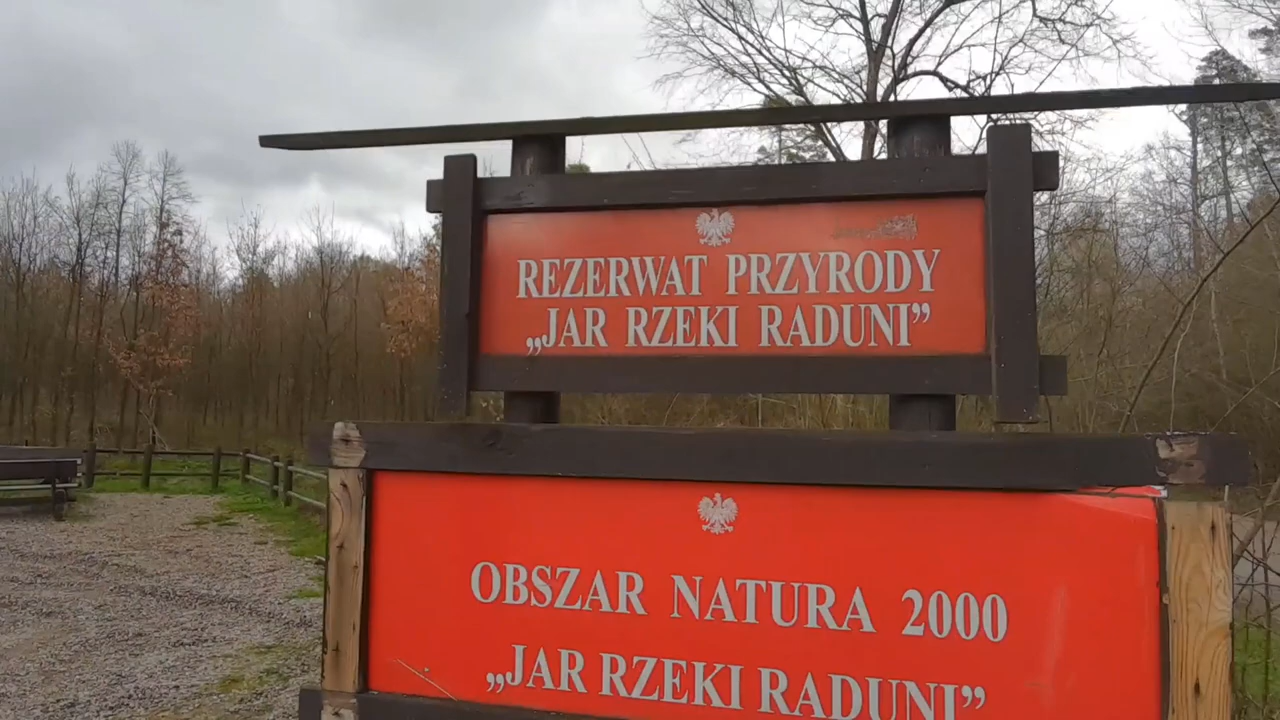 REZERWAT PRZYRODY
„JAR RZEKI RADUNI”
OBSZAR NATURA 2000
„JAR RZEKI RADUNI”